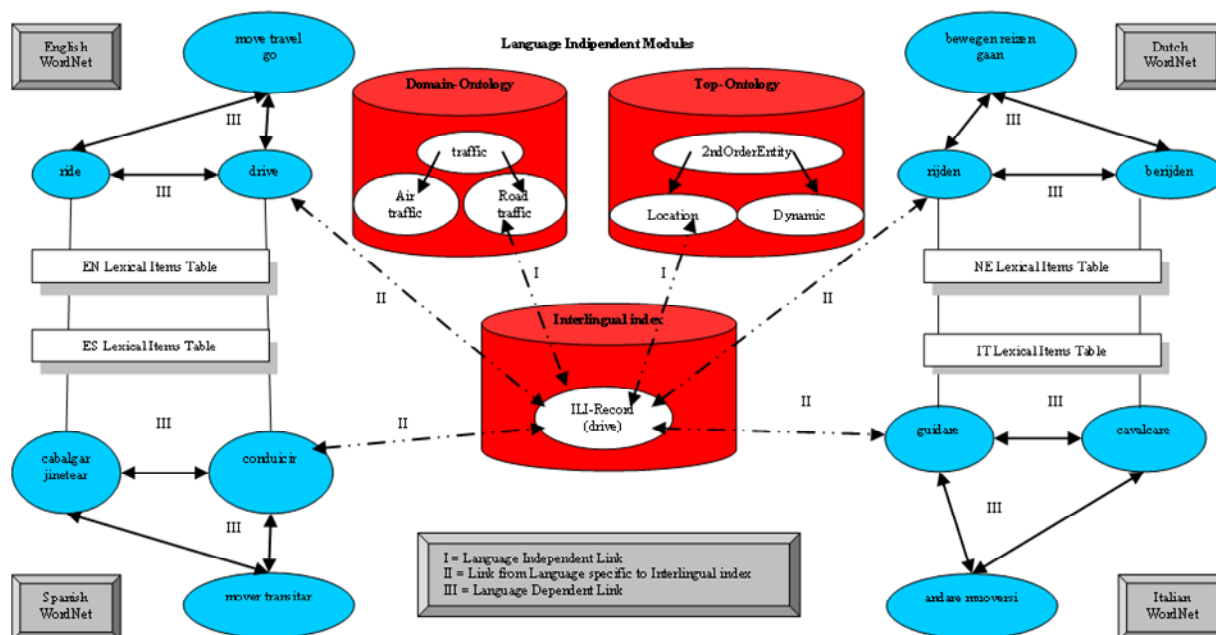 English
WordNet
move travel
go
Language Indipendent Modules
bewegen reizen
gaan
Dutch
WordNet
Domain-Ontology
Top-Ontology
III
III
traffic
2ndOrderEntity
ride
drive
rijden
berijden
III
III
Air
traffic
Road
traffic
Location
Dynamic
EN Lexical Items Table
NE Lexical Items Table
I
I
II
II
Interlingual index
ES Lexical Items Table
IT Lexical Items Table
III
II
II
III
ILI-Record
(drive)
cabalgar
jinetear
conduicir
guidare
cavalcare
III
III
I = Language Independent Link
II = Link from Language specific to Interlingual index
III = Language Dependent Link
Spanish
WordNet
mover transitar
andare muoversi
Italian
WordNet